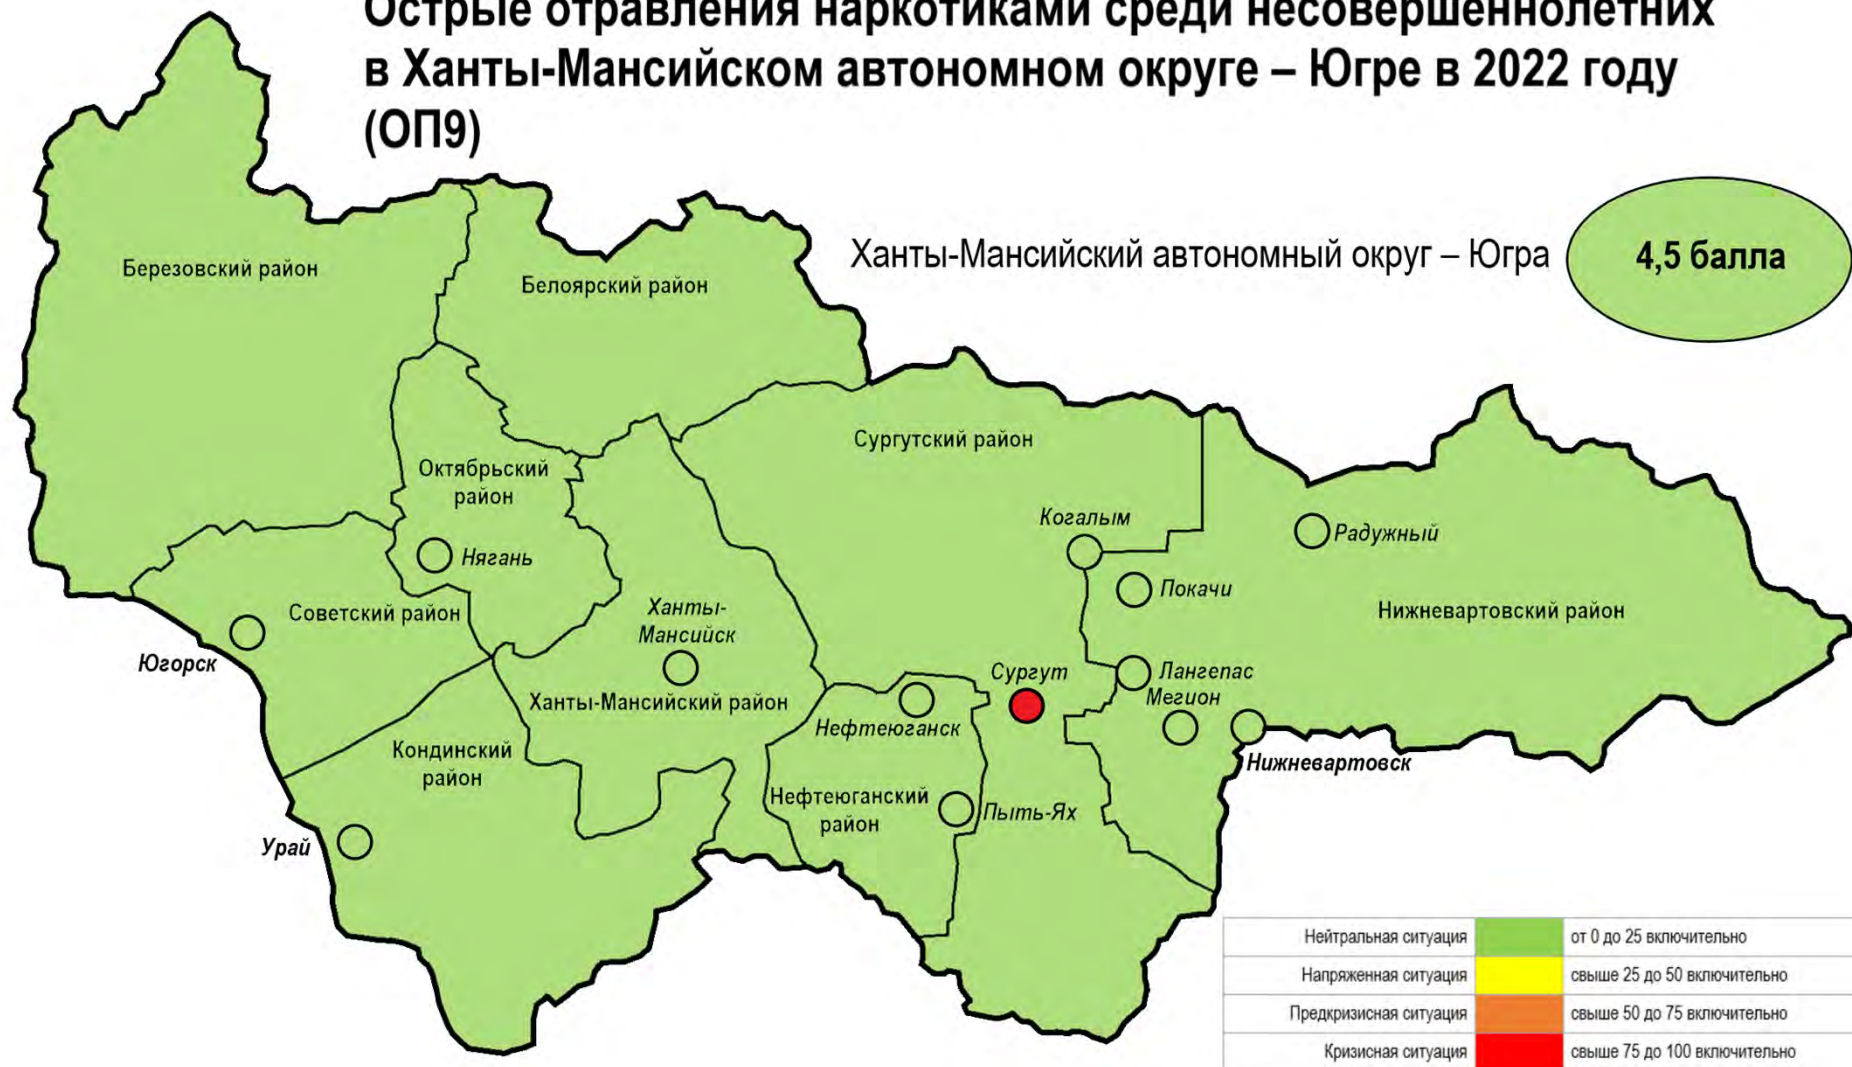 Острые отравления наркотиками среди несовершеннолетних
в Ханты-Мансийском автономном округе – Югре в 2022 году
(ОП9)
Ханты-Мансийский автономный округ – Югра
4,5 балла
Березовский район
Белоярский район
Сургутский район
Октябрьский
район
Когалым
Радужный
Нягань
Покачи
Советский район
Ханты-
Мансийск
Нижневартовский район
Югорск
Сургут
Лангепас
Мегион
Ханты-Мансийский район
Нефтеюганск
Кондинский
район
Нижневартовск
Нефтеюганский
район
Пыть-Ях
Урай
Нейтральная ситуация от 0 до 25 включительно
Напряженная ситуация свыше 25 до 50 включительно
Предкризисная ситуация свыше 50 до 75 включительно
Кризисная ситуация свыше 75 до 100 включительно